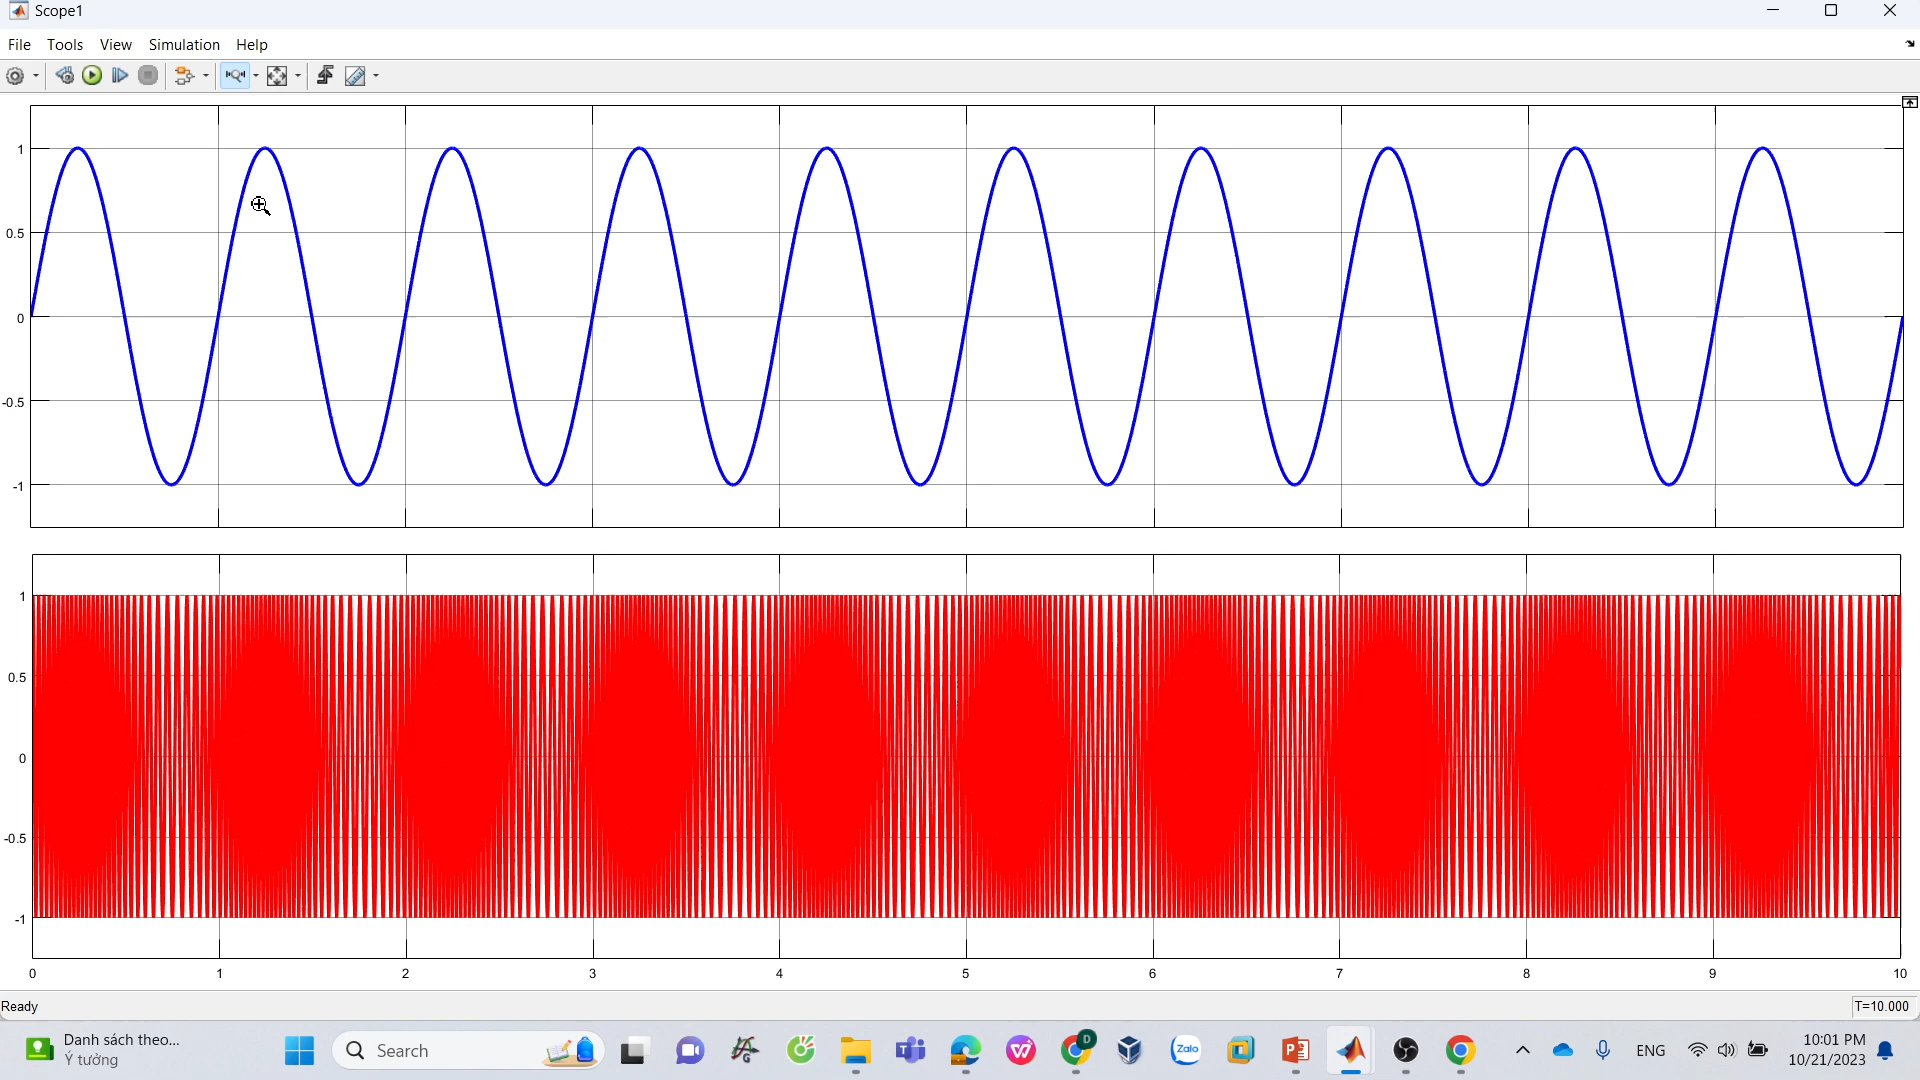 Scope1
File Tools View Simulation Help
1
0.5
0
-0.5
-1
1
0.5
0
-0.5
-1
0 1 2 3 4 5 6 7 8 9 10
Ready
T=10.000
Danh sách theo...
Ý tưởng
Search
D
Zalo
ENG
10:01 PM
10/21/2023